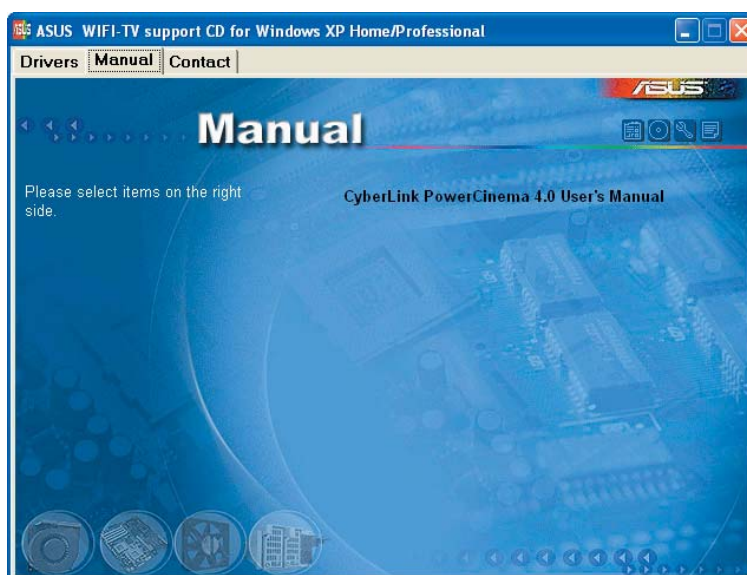 ASUS WIFI-TV support CD for Windows XP Home/Professional
Drivers Manual Contact
ASUS
Manual
Please select items on the right
side.
CyberLink PowerCinema 4.0 User's Manual